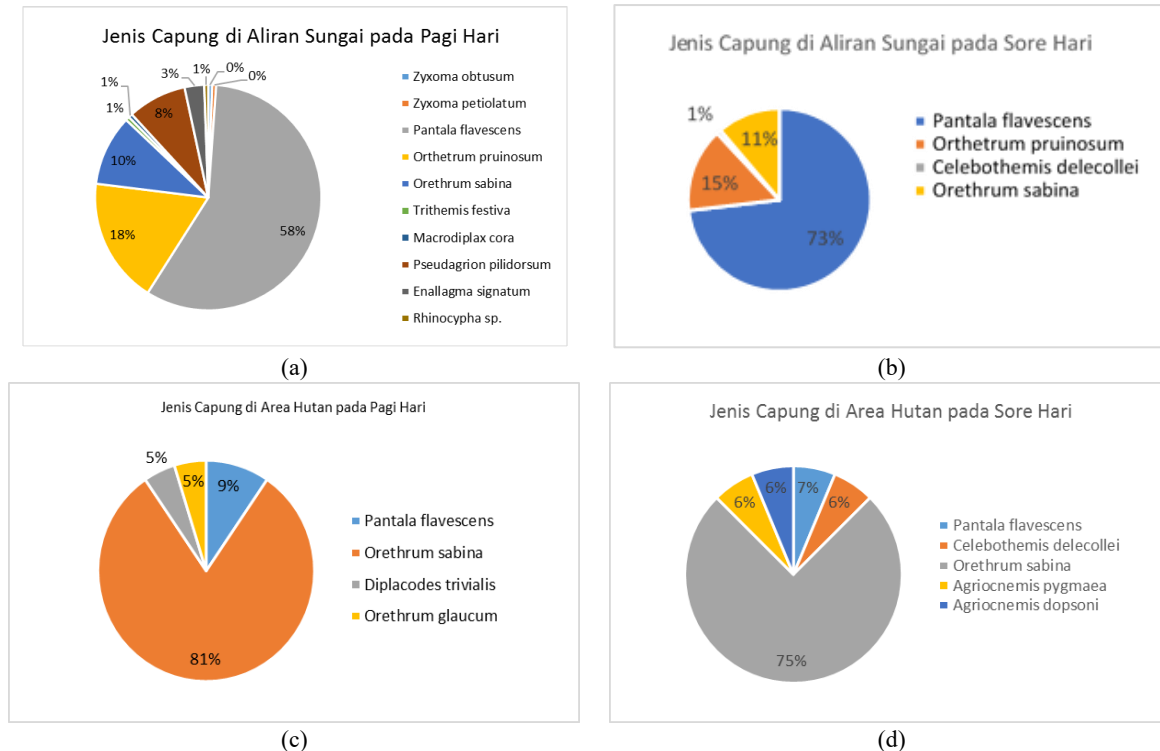 Jenis Capung di Aliran Sungai pada Pagi Hari
1%
0%
3%
0%
1%
1%
8%
10%
18%
58%
Zyxoma obtusum
Zyxoma petiolatum
Pantala flavescens
Orthetrum pruinosum
Orethrum sabina
Trithemis festiva
Macrodiplax cora
Pseudagrion pilidorsum
Enallagma signatum
Rhinocypha sp.
(a)
Jenis Capung di Aliran Sungai pada Sore Hari
1%
11%
15%
73%
Pantala flavescens
Orthetrum pruinosum
Celebothemis delecollei
Orethrum sabina
(b)
Jenis Capung di Area Hutan pada Pagi Hari
5%
5%
9%
81%
Pantala flavescens
Orethrum sabina
Diplacodes trivialis
Orethrum glaucum
(c)
Jenis Capung di Area Hutan pada Sore Hari
6%
6%
7%
6%
75%
Pantala flavescens
Celebothemis delecollei
Orethrum sabina
Agriocnemis pygmaea
Agriocnemis dopsoni
(d)